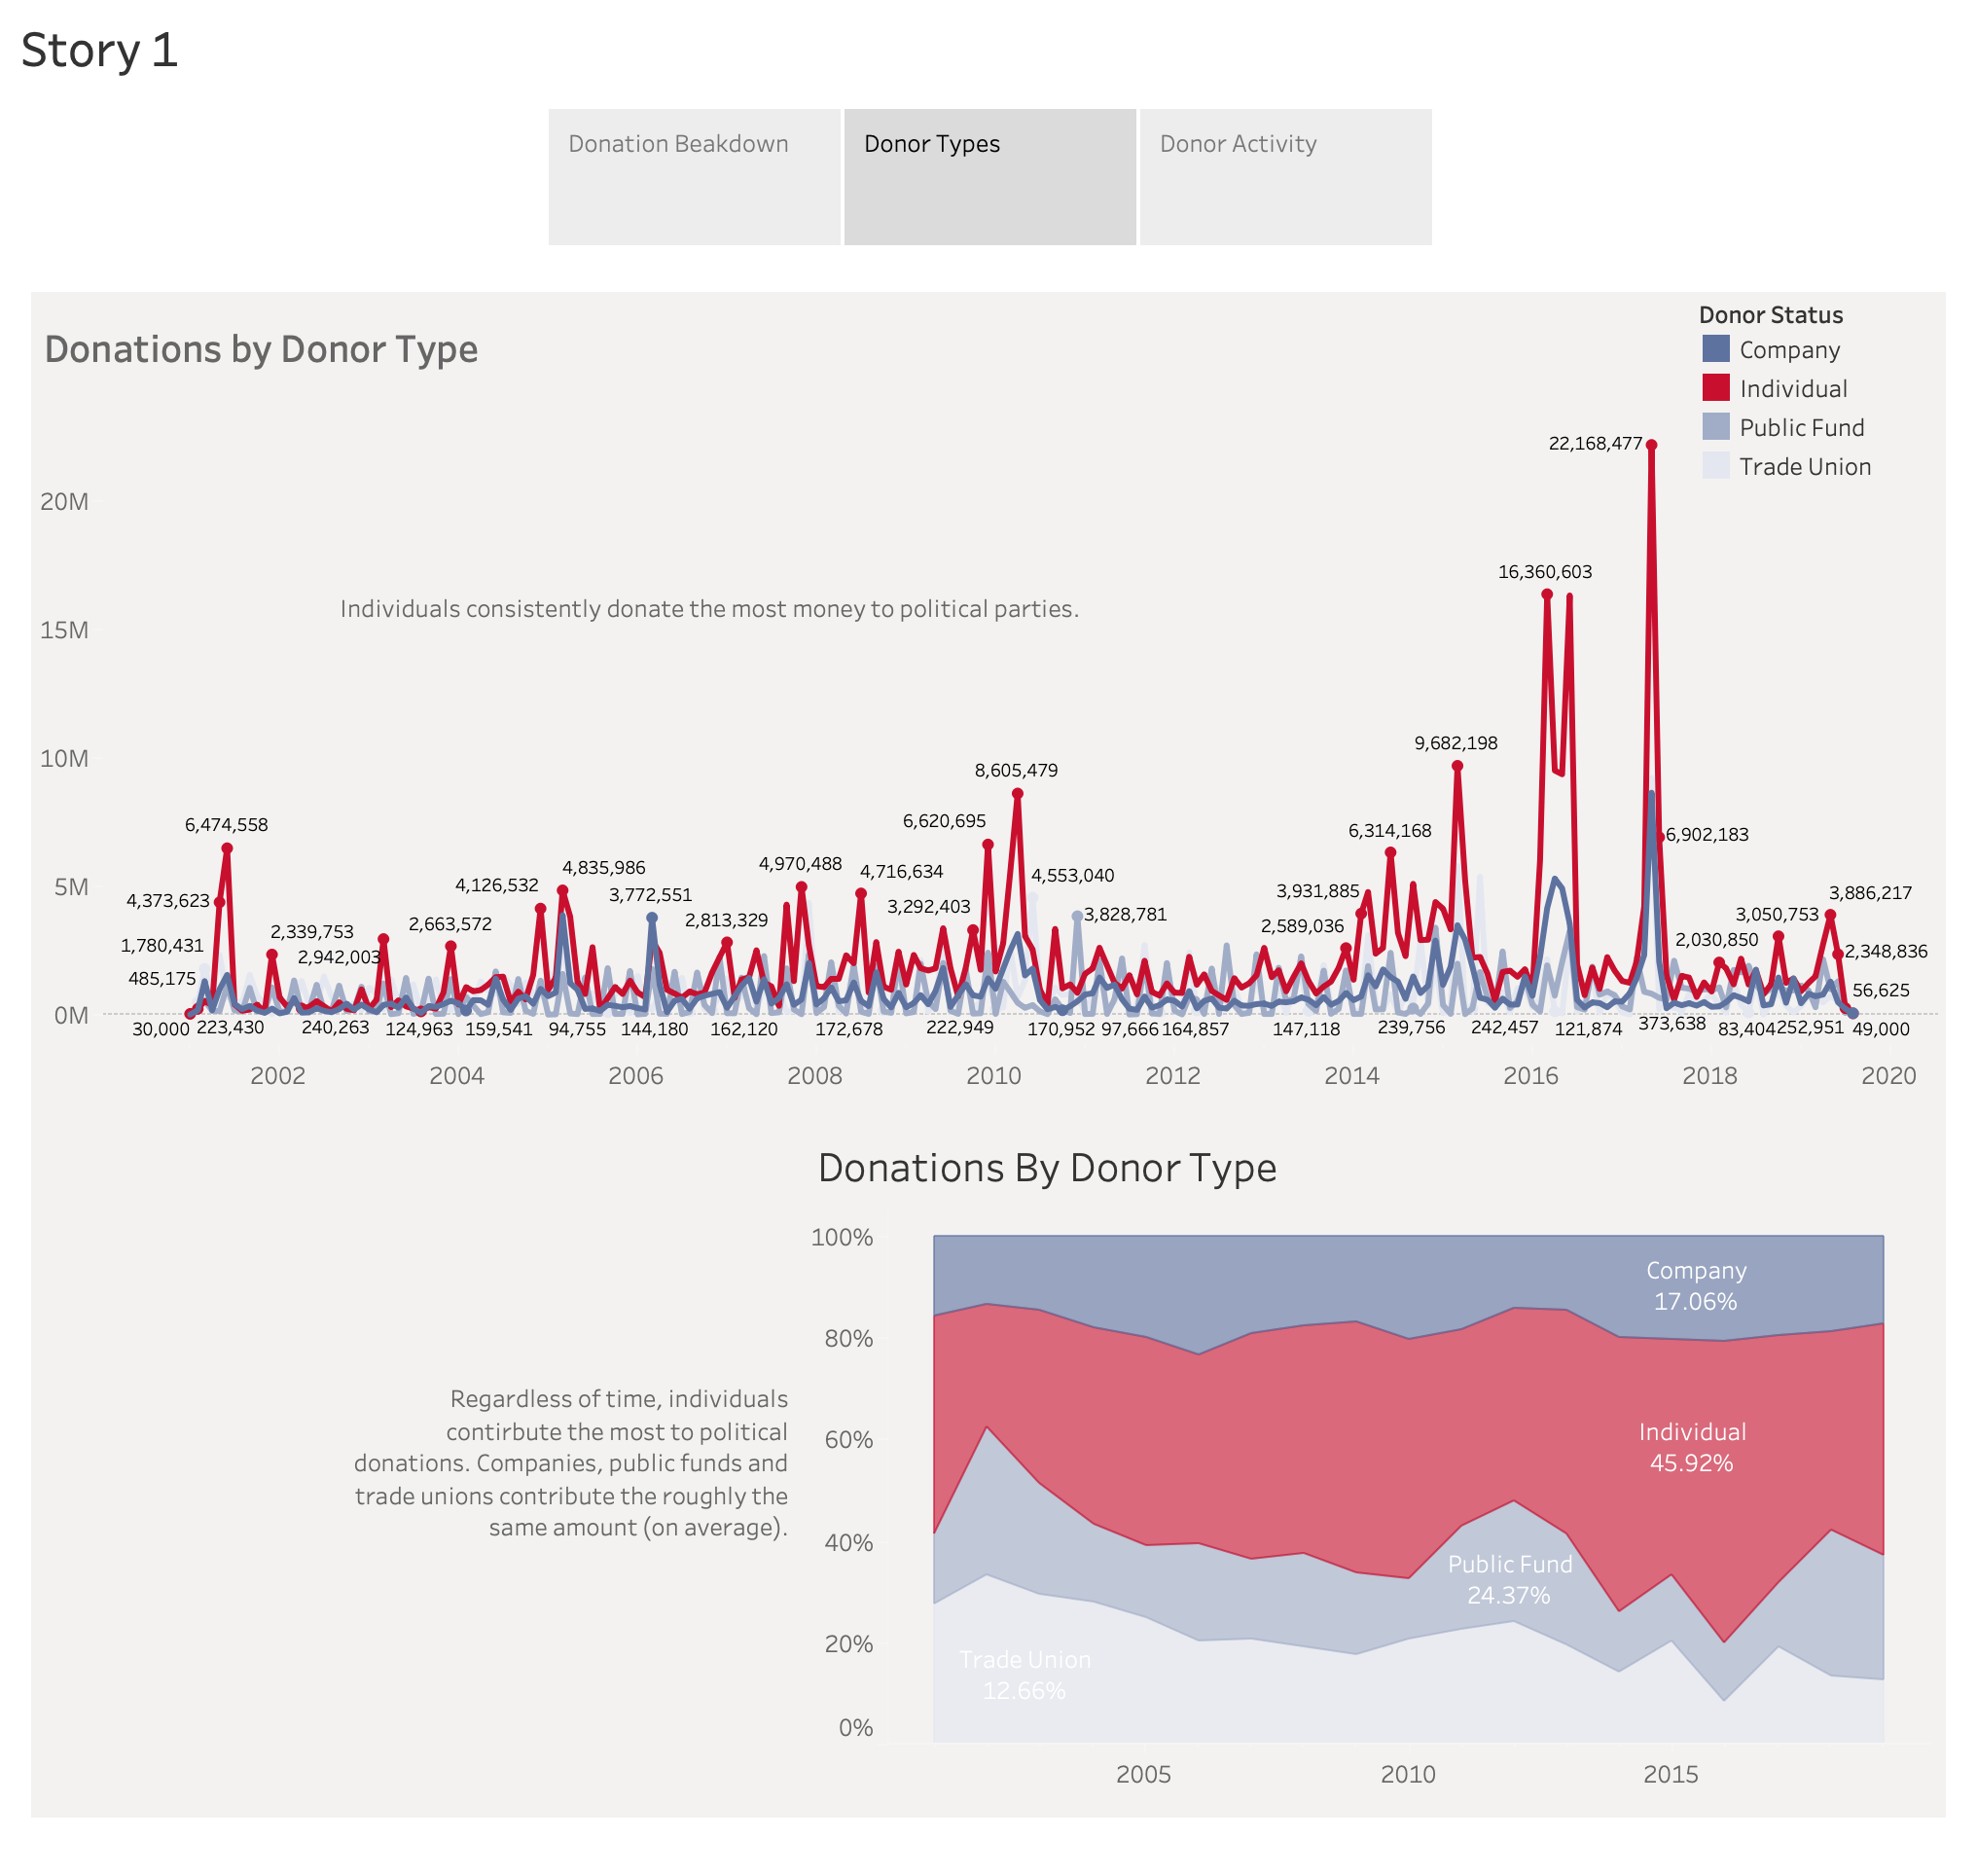 Story 1
Donation Beakdown
Donor Types
Donor Activity
Donations by Donor Type
Donor Status
Company
Individual
Public Fund
Trade Union
Individuals consistently donate the most money to political parties.
20M
15M
10M
5M
0M
22,168,477
16,360,603
9,682,198
8,605,479
6,474,558
6,620,695
6,314,168
6,902,183
4,373,623
4,126,532
4,835,986
4,970,488
4,716,634
4,553,040
3,931,885
3,886,217
1,780,431
2,339,753
2,663,572
3,772,551
2,813,329
3,292,403
3,828,781
2,589,036
2,030,850
3,050,753
485,175
2,942,003
2,348,836
56,625
30,000
223,430
240,263
124,963
159,541
94,755
144,180
162,120
172,678
222,949
170,952
97,666
164,857
147,118
239,756
242,457
121,874
373,638
83,404
252,951
49,000
2002
2004
2006
2008
2010
2012
2014
2016
2018
2020
Donations By Donor Type
Regardless of time, individuals
contirbute the most to political
donations. Companies, public funds and
trade unions contribute the roughly the
same amount (on average).
100%
80%
60%
40%
20%
0%
Company
17.06%
Individual
45.92%
Public Fund
24.37%
Trade Union
12.66%
2005
2010
2015